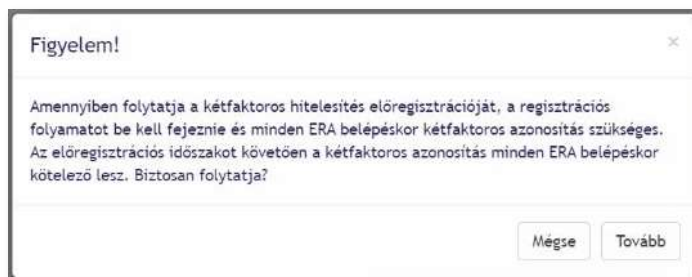 Figyelem!
×
Amennyiben folytatja a kétfaktoros hitelesítés előregisztrációját, a regisztrációs
folyamatot be kell fejeznie és minden ERA belépéskor kétfaktoros azonosítás szükséges.
Az előregisztrációs időszakot követően a kétfaktoros azonosítás minden ERA belépéskor
kötelező lesz. Biztosan folytatja?
Mégse Tovább